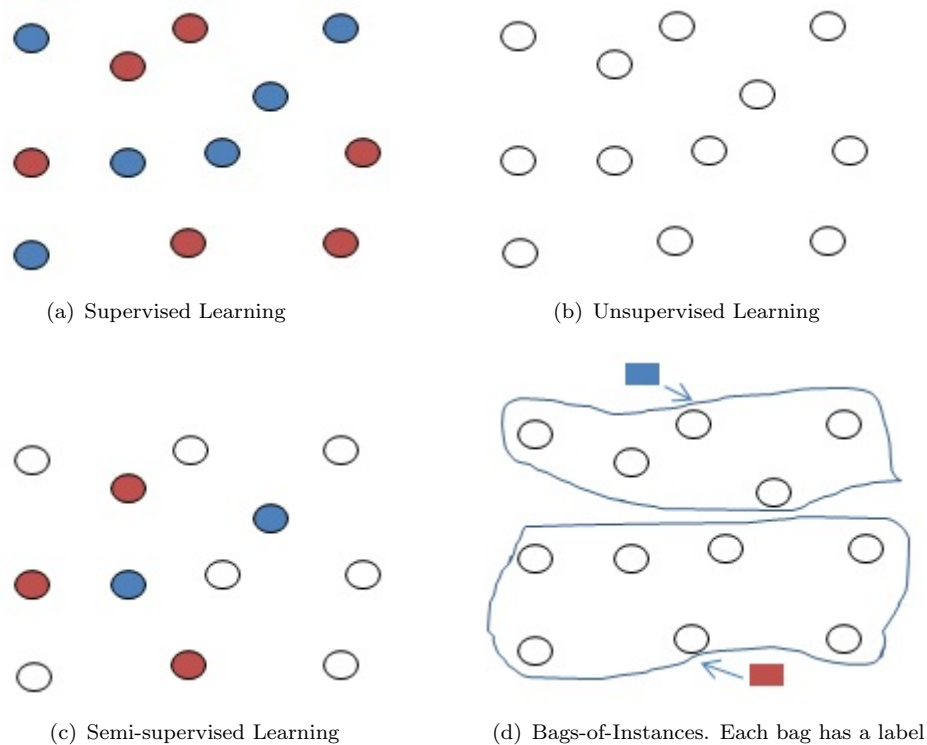 (a) Supervised Learning
(b) Unsupervised Learning
(c) Semi-supervised Learning
(d) Bags-of-Instances. Each bag has a label